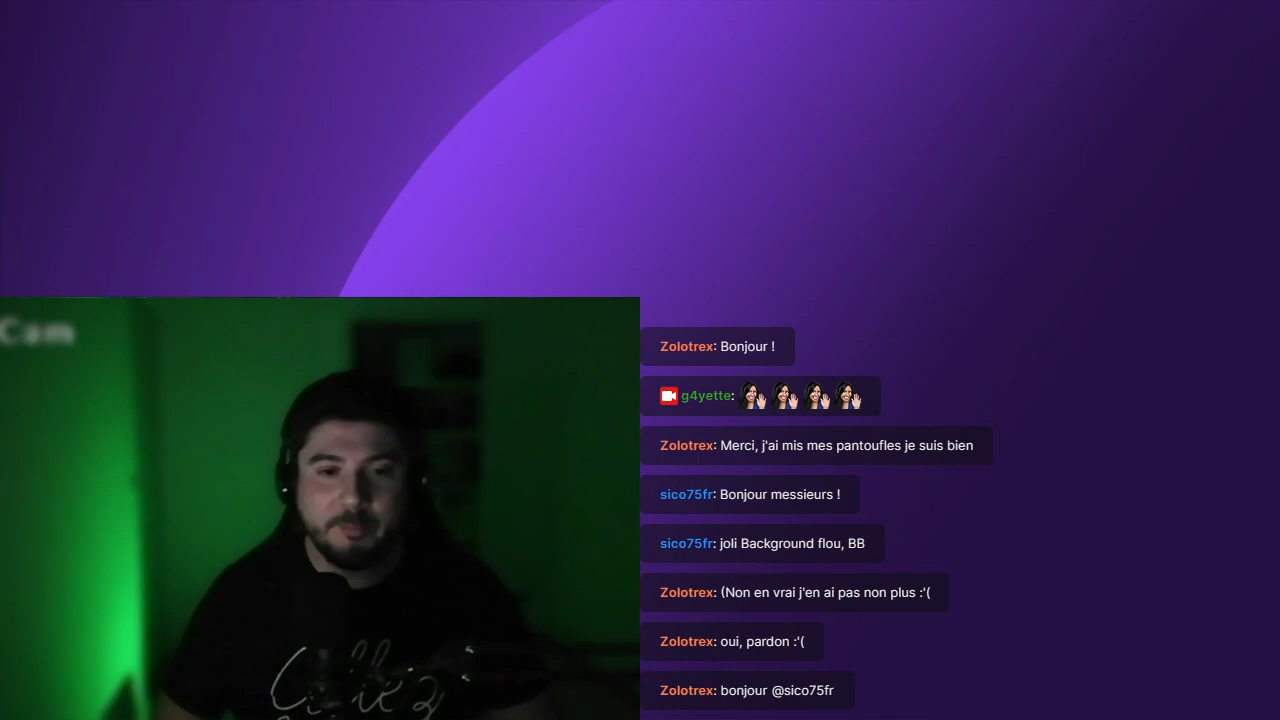 Cam
Zolotrex: Bonjour !
g4yette:
Zolotrex: Merci, j'ai mis mes pantoufles je suis bien
sico75fr: Bonjour messieurs !
sico75fr: joli Background flou, BB
Zolotrex: (Non en vrai j'en ai pas non plus :'(
Zolotrex: oui, pardon :'(
Zolotrex: bonjour @sico75fr